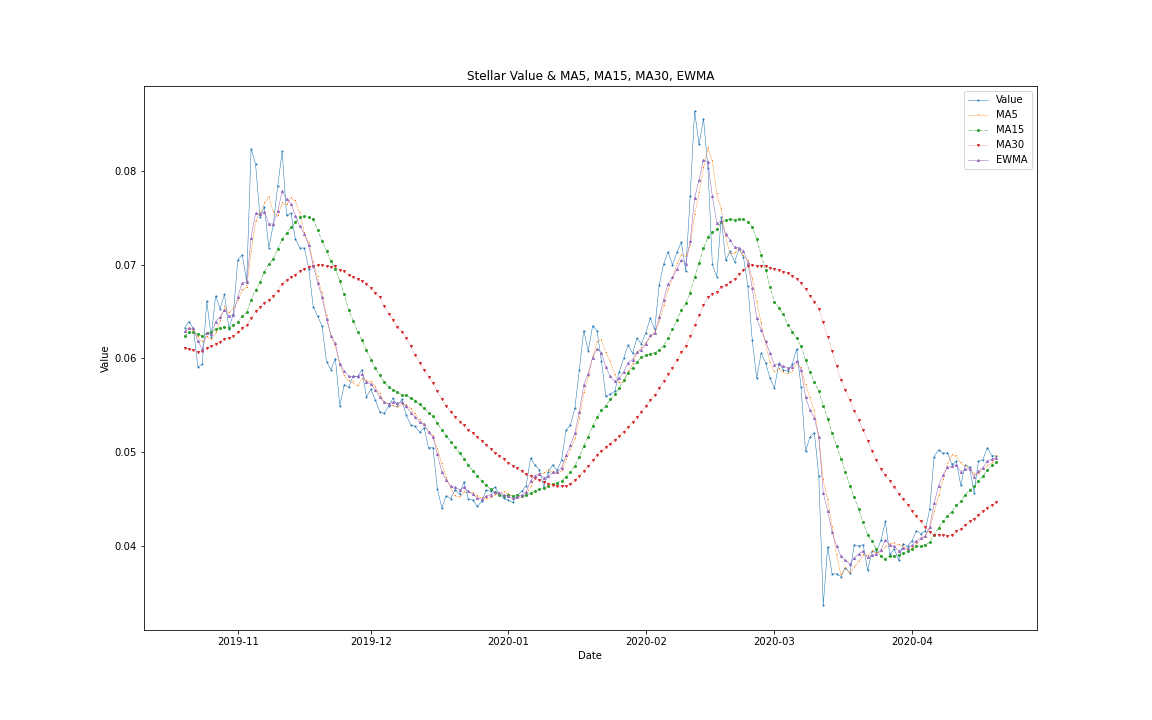 Stellar Value & MA5, MA15, MA30, EWMA
Value
MA5
MA15
MA30
EWMA
0.08
0.07
0.06
0.05
0.04
Value
2019-11
2019-12
2020-01
2020-02
2020-03
2020-04
Date